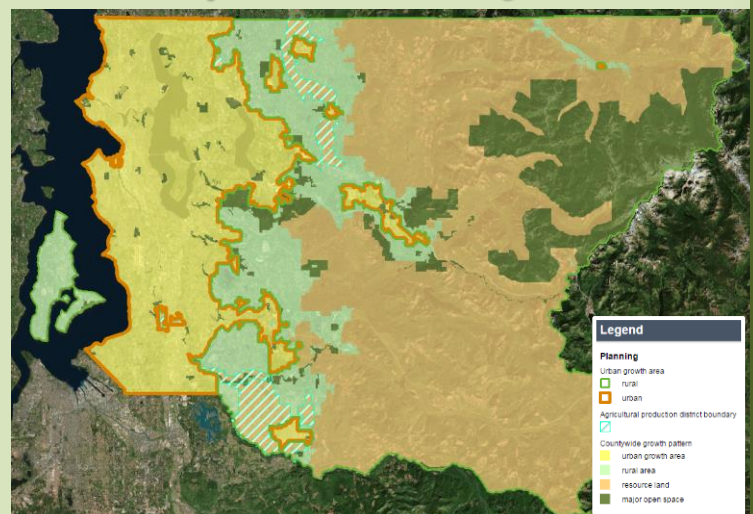 Legend
Planning
Urban growth area
rural
urban
Agricultural production district boundary
Countywide growth pattern
urban growth area
rural area
resource land
major open space